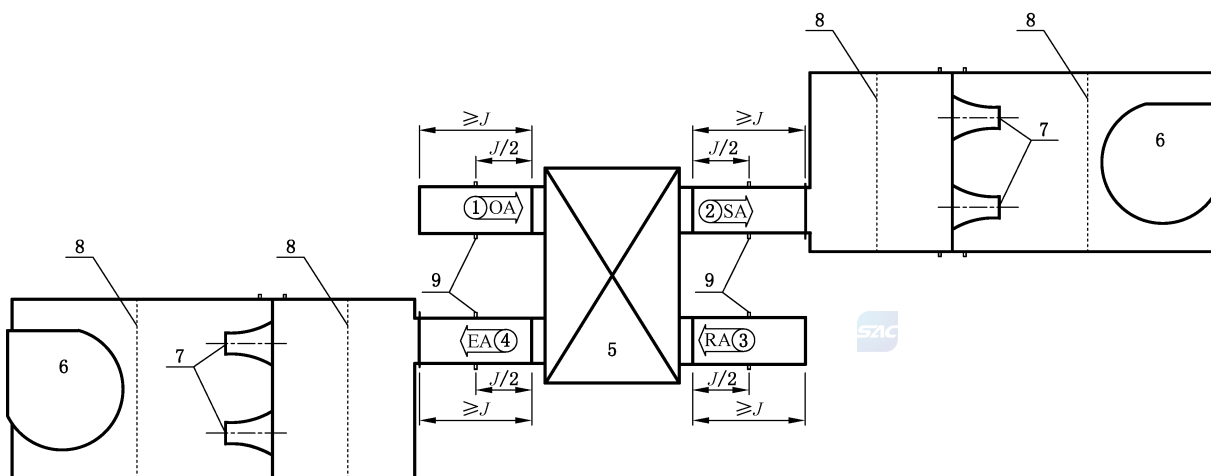 8 8
≥J ≥J
J/2 J/2
7 6
①OA ②SA
8 8
9 9
SAC
EA④ RA③
5
6 7
J/2 J/2
≥J ≥J